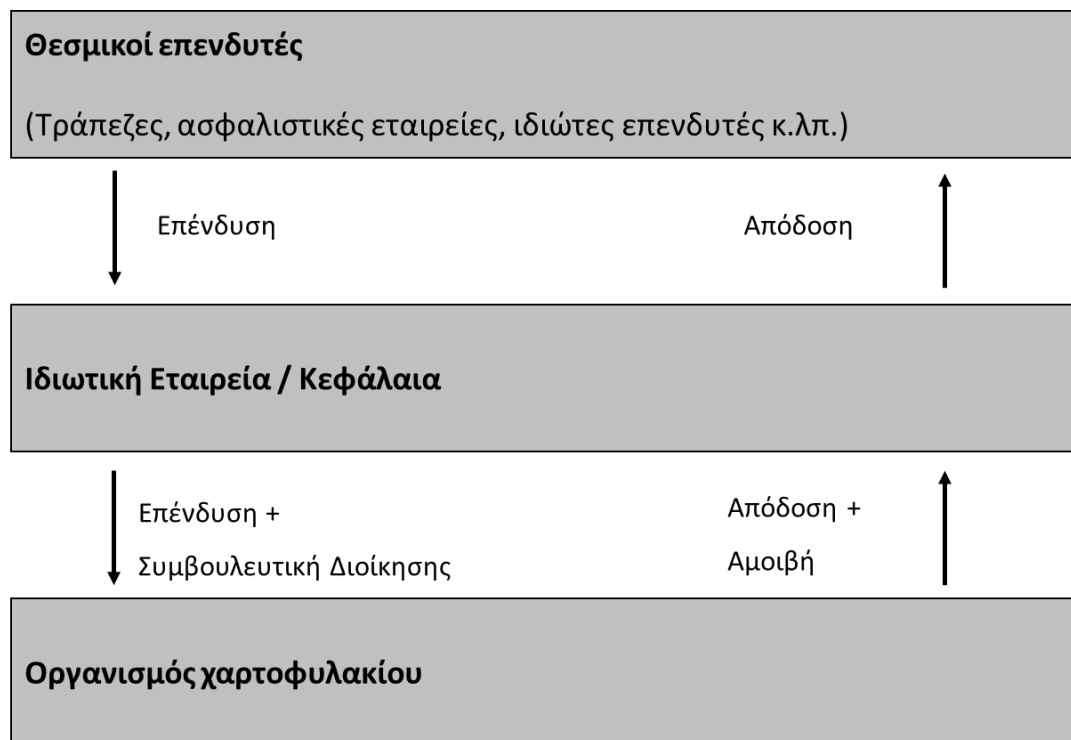 Θεσμικοί επενδυτές
(Τράπεζες, ασφαλιστικές εταιρείες, ιδιώτες επενδυτές κ.λπ.)
Επένδυση
Απόδοση
Ιδιωτική Εταιρεία / Κεφάλαια
Επένδυση +
Συμβουλευτική Διοίκησης
Απόδοση +
Αμοιβή
Οργανισμός χαρτοφυλακίου